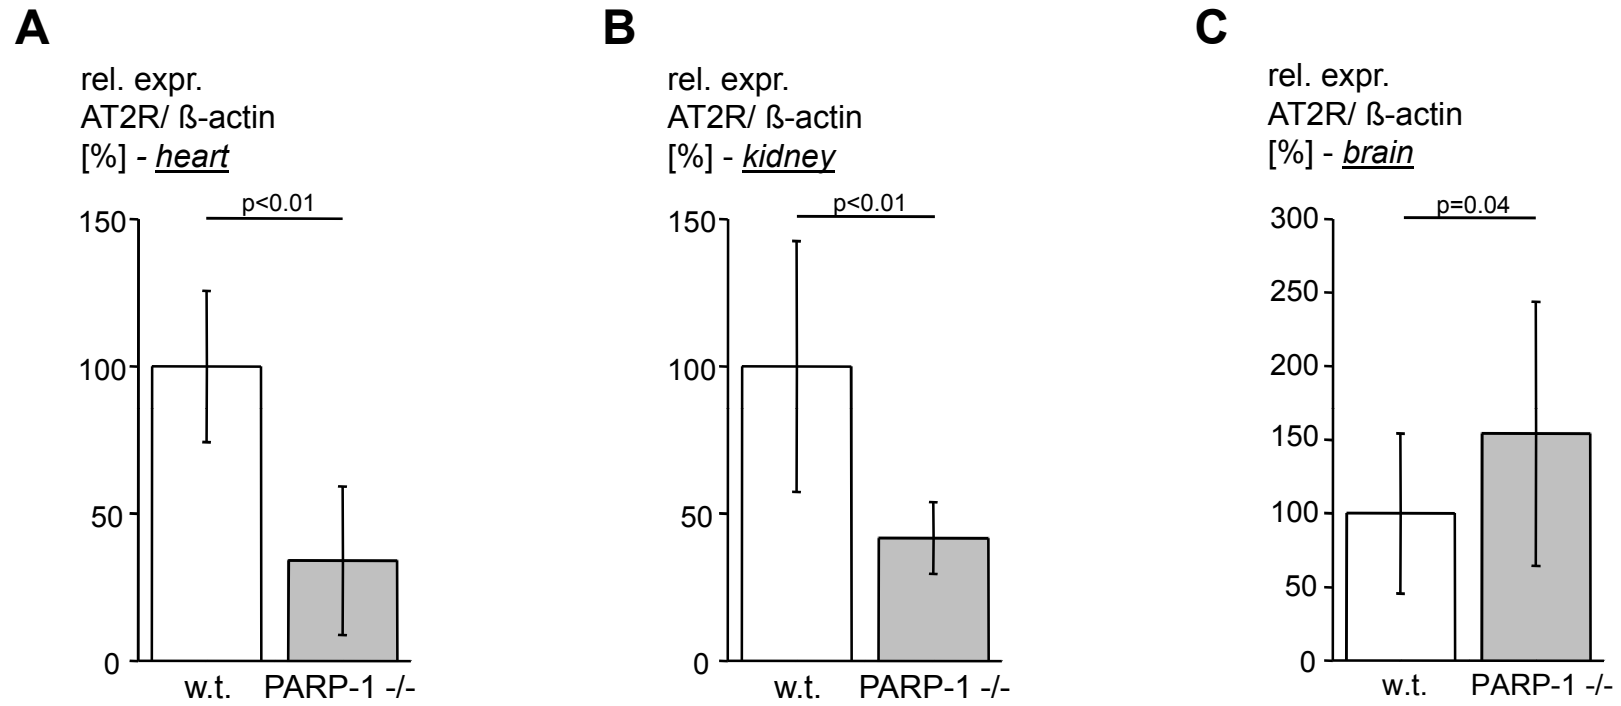 A
rel. expr.
AT2R/ ß-actin
[%] - heart
p<0.01
150
100
50
0
w.t.
PARP-1 -/-
B
rel. expr.
AT2R/ ß-actin
[%] - kidney
p<0.01
150
100
50
0
w.t.
PARP-1 -/-
C
rel. expr.
AT2R/ ß-actin
[%] - brain
p=0.04
300
250
200
150
100
50
0
w.t.
PARP-1 -/-